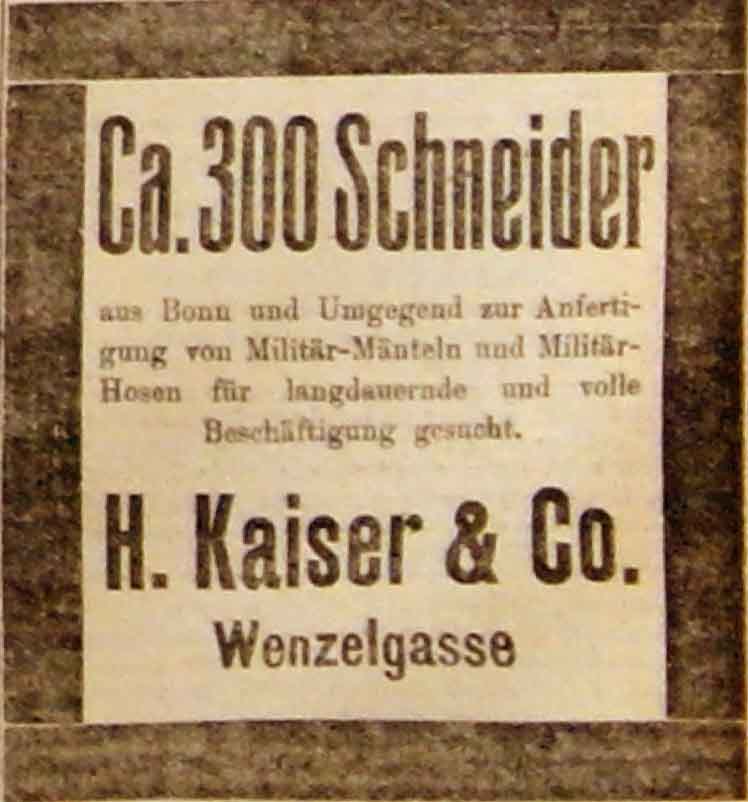 Ca. 300 Schneider
aus Bonn und Umgegend zur Anferti-
gung von Militär-Mänteln und Militär-
Hosen für langdauernde und volle
Beschäftigung gesucht.
H. Kaiser & Co.
Wenzelgasse